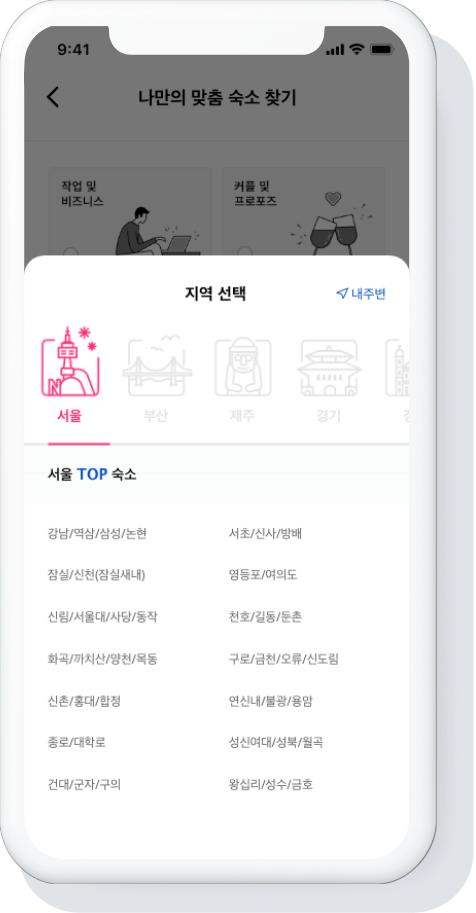 9:41
나만의 맞춤 숙소 찾기
작업 및
비즈니스
커플 및
프로포즈
지역 선택
내주변
서울
부산
제주
경기
서울 TOP 숙소
강남/역삼/삼성/논현
서초/신사/방배
잠실/신천(잠실새내)
영등포/여의도
신림/서울대/사당/동작
천호/길동/둔촌
화곡/까치산/양천/목동
구로/금천/오류/신도림
신촌/홍대/합정
연신내/불광/용암
종로/대학로
성신여대/성북/월곡
건대/군자/구의
왕십리/성수/금호